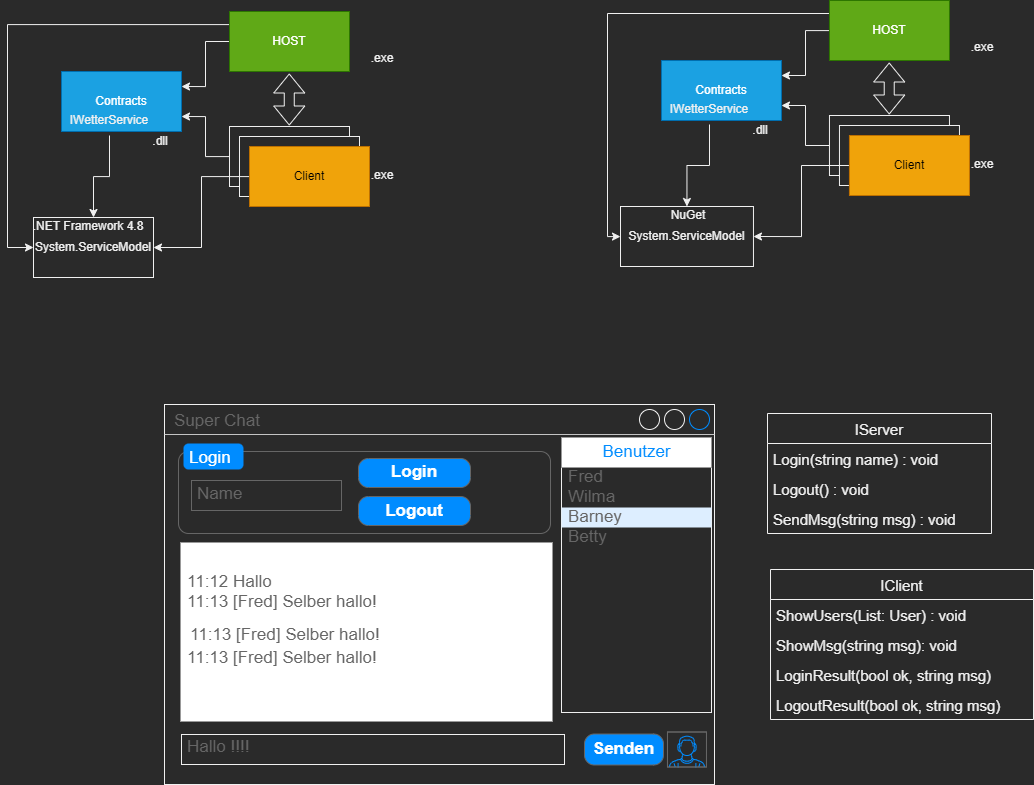 HOST
.exe
Contracts
IWetterService
.dll
Client
.exe
.NET Framework 4.8
System.ServiceModel
HOST
.exe
Contracts
IWetterService
.dll
Client
.exe
NuGet
System.ServiceModel
Super Chat
Login
Name
Login
Logout
Benutzer
Fred
Wilma
Barney
Betty
11:12 Hallo
11:13 [Fred] Selber hallo!
11:13 [Fred] Selber hallo!
11:13 [Fred] Selber hallo!
Hallo !!!!
Senden
IServer
Login(string name) : void
Logout() : void
SendMsg(string msg) : void
IClient
ShowUsers(List: User) : void
ShowMsg(string msg): void
LoginResult(bool ok, string msg)
LogoutResult(bool ok, string msg)